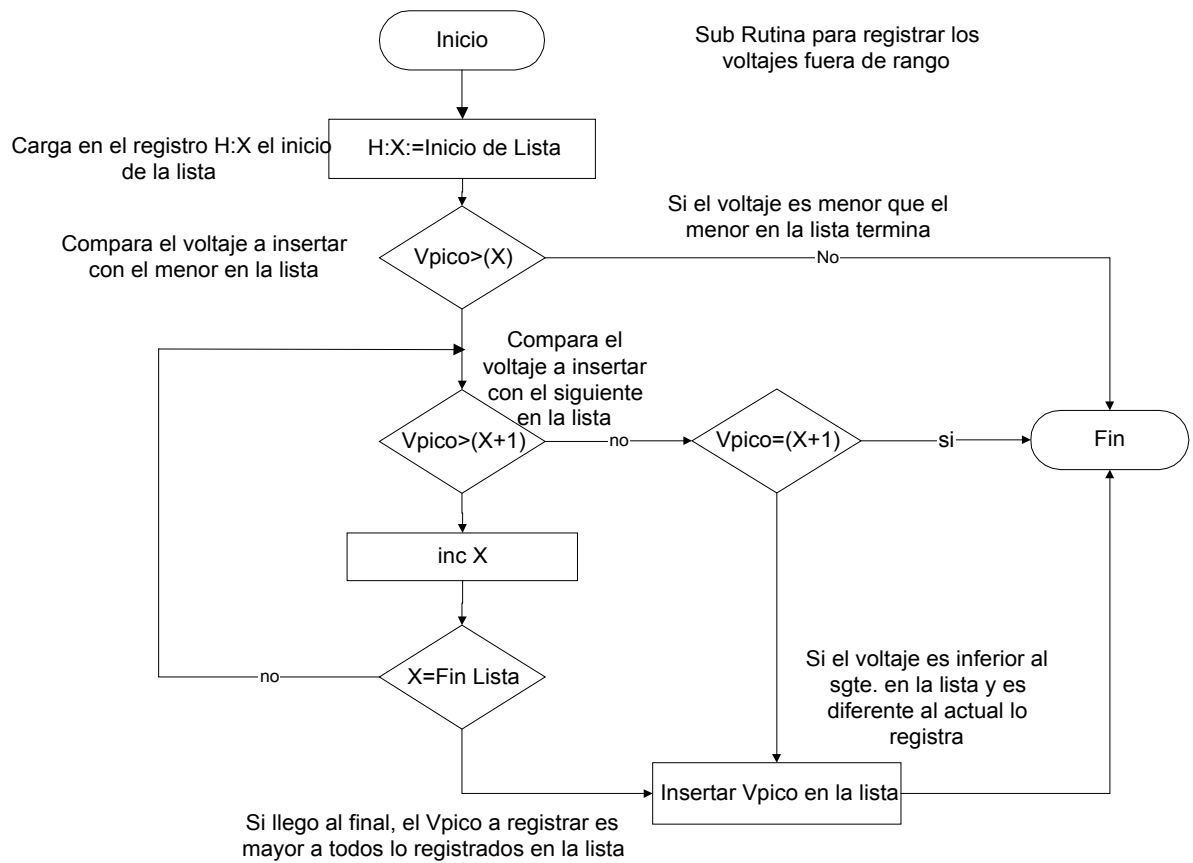 Inicio
Sub Rutina para registrar los
voltajes fuera de rango
Carga en el registro H:X el inicio
de la lista
H:X:=Inicio de Lista
Si el voltaje es menor que el
menor en la lista termina
Compara el voltaje a insertar
con el menor en la lista
Vpico>(X)
No
Compara el
voltaje a insertar
con el siguiente
en la lista
Vpico>(X+1)
no
Vpico=(X+1)
si
Fin
inc X
X=Fin Lista
no
Si el voltaje es inferior al
sgte. en la lista y es
diferente al actual lo
registra
Insertar Vpico en la lista
Si llego al final, el Vpico a registrar es
mayor a todos lo registrados en la lista